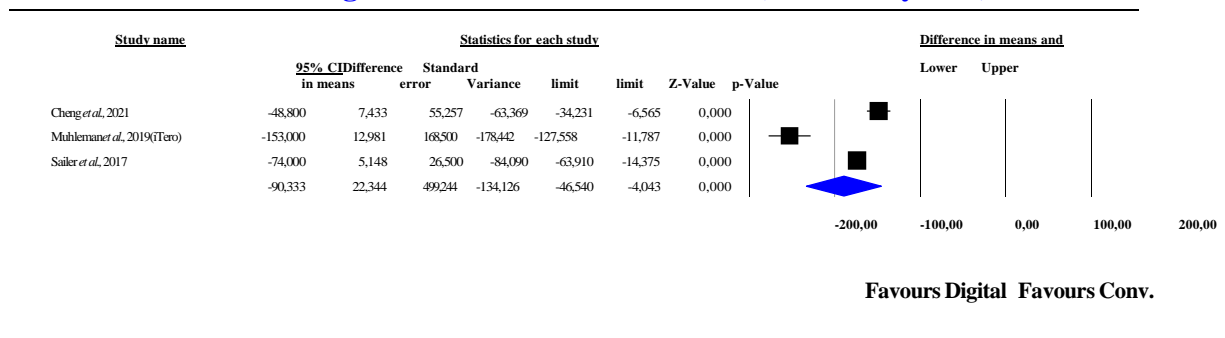 Study name Statistics for each study Difference in means and
95% CIDifference Standard Lower Upper
in means error Variance limit limit Z-Value p-Value
Cheng et al., 2021 -48,800 7,433 55,257 -63,369 -34,231 -6,565 0,000
Muhleman et al., 2019 (iTero) -153,000 12,981 168,500 -178,442 -127,558 -11,787 0,000
Sailer et al., 2017 -74,000 5,148 26,500 -84,090 -63,910 -14,375 0,000
-90,333 22,344 499,244 -134,126 -46,540 -4,043 0,000
-200,00 -100,00 0,00 100,00 200,00
Favours Digital Favours Conv.